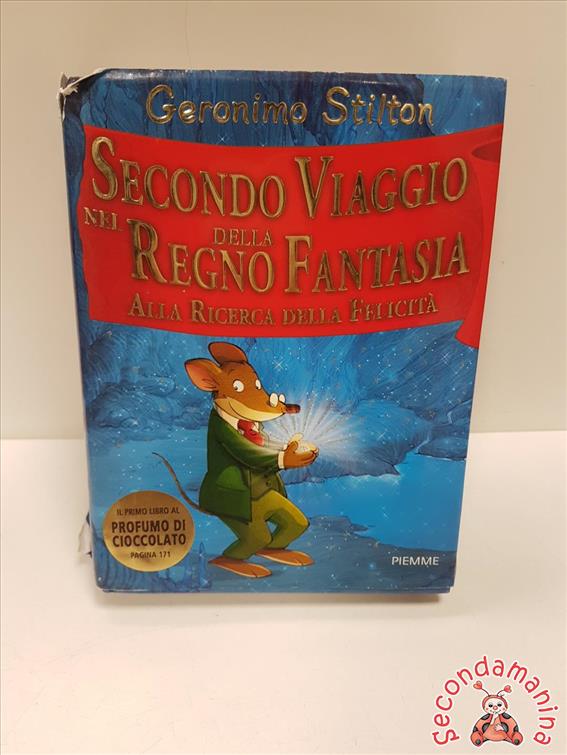 Geronimo Stilton
SECONDO VIAGGIO
NEL REGNO DELLA FANTASIA
ALLA RICERCA DELLA FELICITÀ
IL PRIMO LIBRO AL
PROFUMO DI
CIOCCOLATO
PAGINA 171
PIEMME
Secondamanina